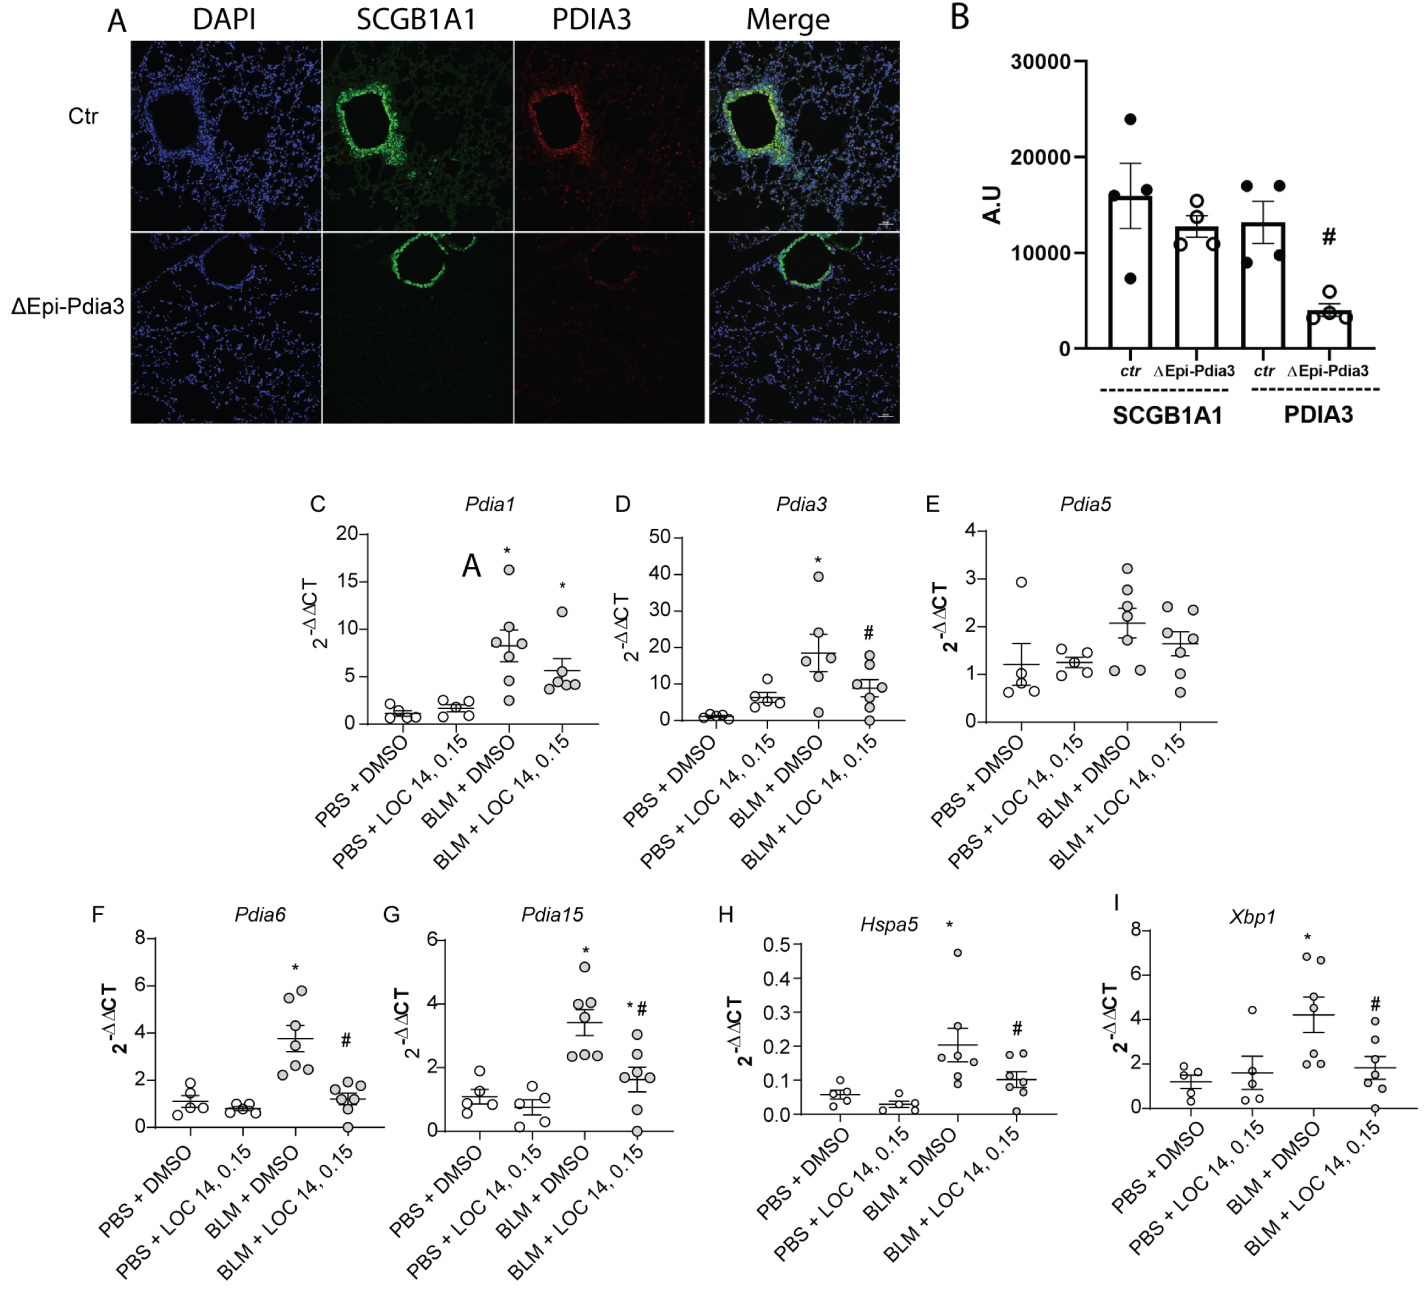 A DAPI SCGB1A1 PDIA3 Merge
Ctr
ΔEpi-Pdia3
B
30000
20000
10000
0
A.U
#
ctr ΔEpi-Pdia3 ctr ΔEpi-Pdia3
SCGB1A1 PDIA3
C Pdia1
20
15
10
5
0
2-ΔΔCT
A
* *
PBS + DMSO
PBS + LOC 14, 0.15
BLM + DMSO
BLM + LOC 14, 0.15
D Pdia3
50
40
30
20
10
0
2-ΔΔCT
* #
PBS + DMSO
PBS + LOC 14, 0.15
BLM + DMSO
BLM + LOC 14, 0.15
E Pdia5
4
3
2
1
0
2-ΔΔCT
PBS + DMSO
PBS + LOC 14, 0.15
BLM + DMSO
BLM + LOC 14, 0.15
F Pdia6
8
6
4
2
0
2-ΔΔCT
* #
PBS + DMSO
PBS + LOC 14, 0.15
BLM + DMSO
BLM + LOC 14, 0.15
G Pdia15
6
4
2
0
2-ΔΔCT
* * #
PBS + DMSO
PBS + LOC 14, 0.15
BLM + DMSO
BLM + LOC 14, 0.15
H Hspa5
0.5
0.4
0.3
0.2
0.1
0.0
2-ΔΔCT
* #
PBS + DMSO
PBS + LOC 14, 0.15
BLM + DMSO
BLM + LOC 14, 0.15
I Xbp1
8
6
4
2
0
2-ΔΔCT
* #
PBS + DMSO
PBS + LOC 14, 0.15
BLM + DMSO
BLM + LOC 14, 0.15